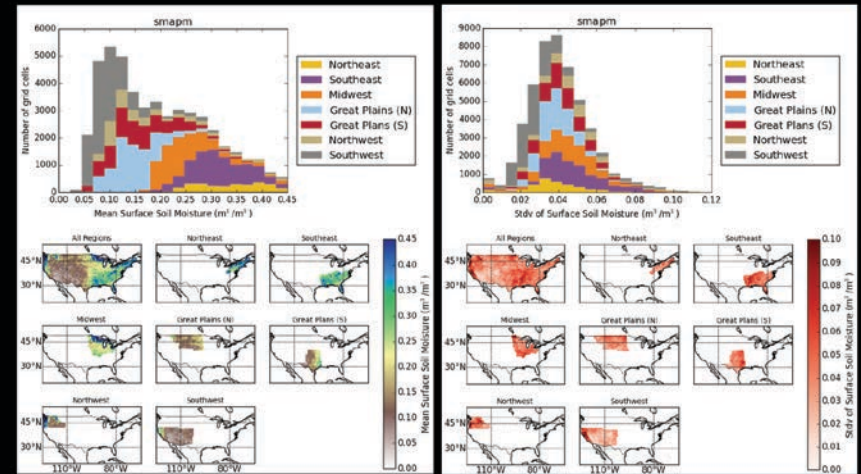 smapm
6000
5000
4000
3000
2000
1000
0
Number of grid cells
0.00 0.05 0.10 0.15 0.20 0.25 0.30 0.35 0.40 0.45
Mean Surface Soil Moisture (m³/m³)
Northeast
Southeast
Midwest
Great Plains (N)
Great Plans (S)
Northwest
Southwest
All Regions
Northeast
Southeast
45°N
30°N
Midwest
Great Plains (N)
Great Plans (S)
45°N
30°N
Northwest
Southwest
45°N
30°N
110°W 80°W 110°W 80°W
0.45
0.40
0.35
0.30
0.25
0.20
0.15
0.10
0.05
0.00
Mean Surface Soil Moisture (m³/m³)
smapm
9000
8000
7000
6000
5000
4000
3000
2000
1000
0
Number of grid cells
0.00 0.02 0.04 0.06 0.08 0.10 0.12
Stdv of Surface Soil Moisture (m³/m³)
Northeast
Southeast
Midwest
Great Plains (N)
Great Plans (S)
Northwest
Southwest
All Regions
Northeast
Southeast
45°N
30°N
Midwest
Great Plains (N)
Great Plans (S)
45°N
30°N
Northwest
Southwest
45°N
30°N
110°W 80°W 110°W 80°W
0.10
0.09
0.08
0.07
0.06
0.05
0.04
0.03
0.02
0.01
0.00
Stdv of Surface Soil Moisture (m³/m³)